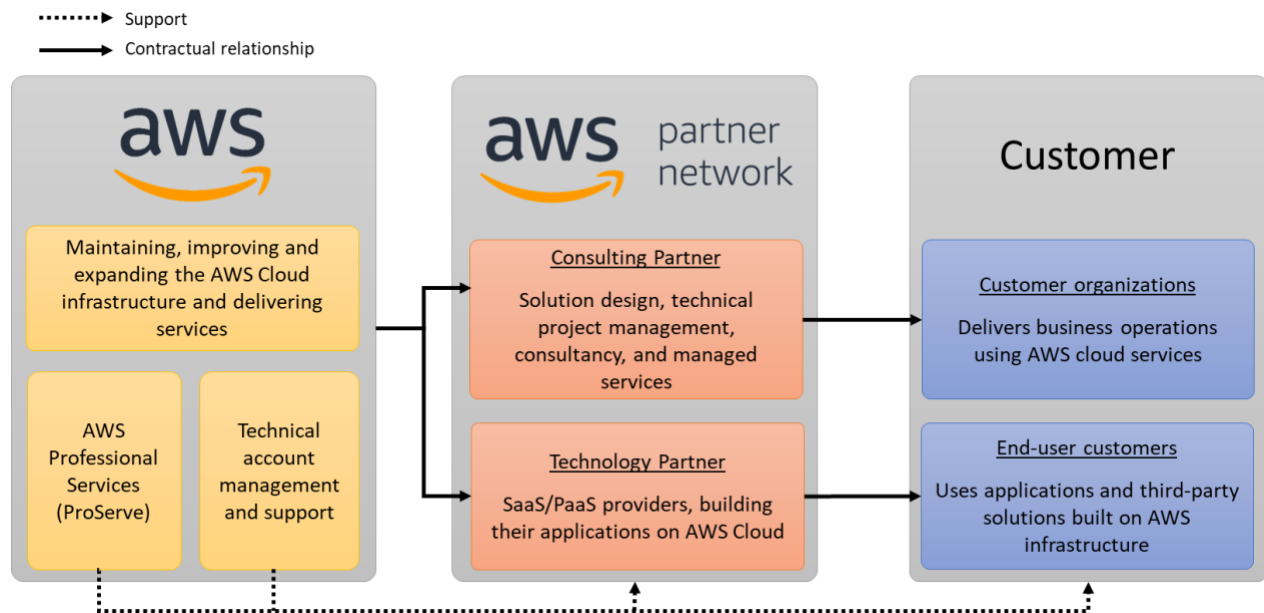 Support
Contractual relationship
aws
Maintaining, improving and
expanding the AWS Cloud
infrastructure and delivering
services
AWS
Professional
Services
(ProServe)
Technical
account
management
and support
aws
partner
network
Consulting Partner
Solution design, technical
project management,
consultancy, and managed
services
Technology Partner
SaaS/PaaS providers, building
their applications on AWS Cloud
Customer
Customer organizations
Delivers business operations
using AWS cloud services
End-user customers
Uses applications and third-party
solutions built on AWS
infrastructure